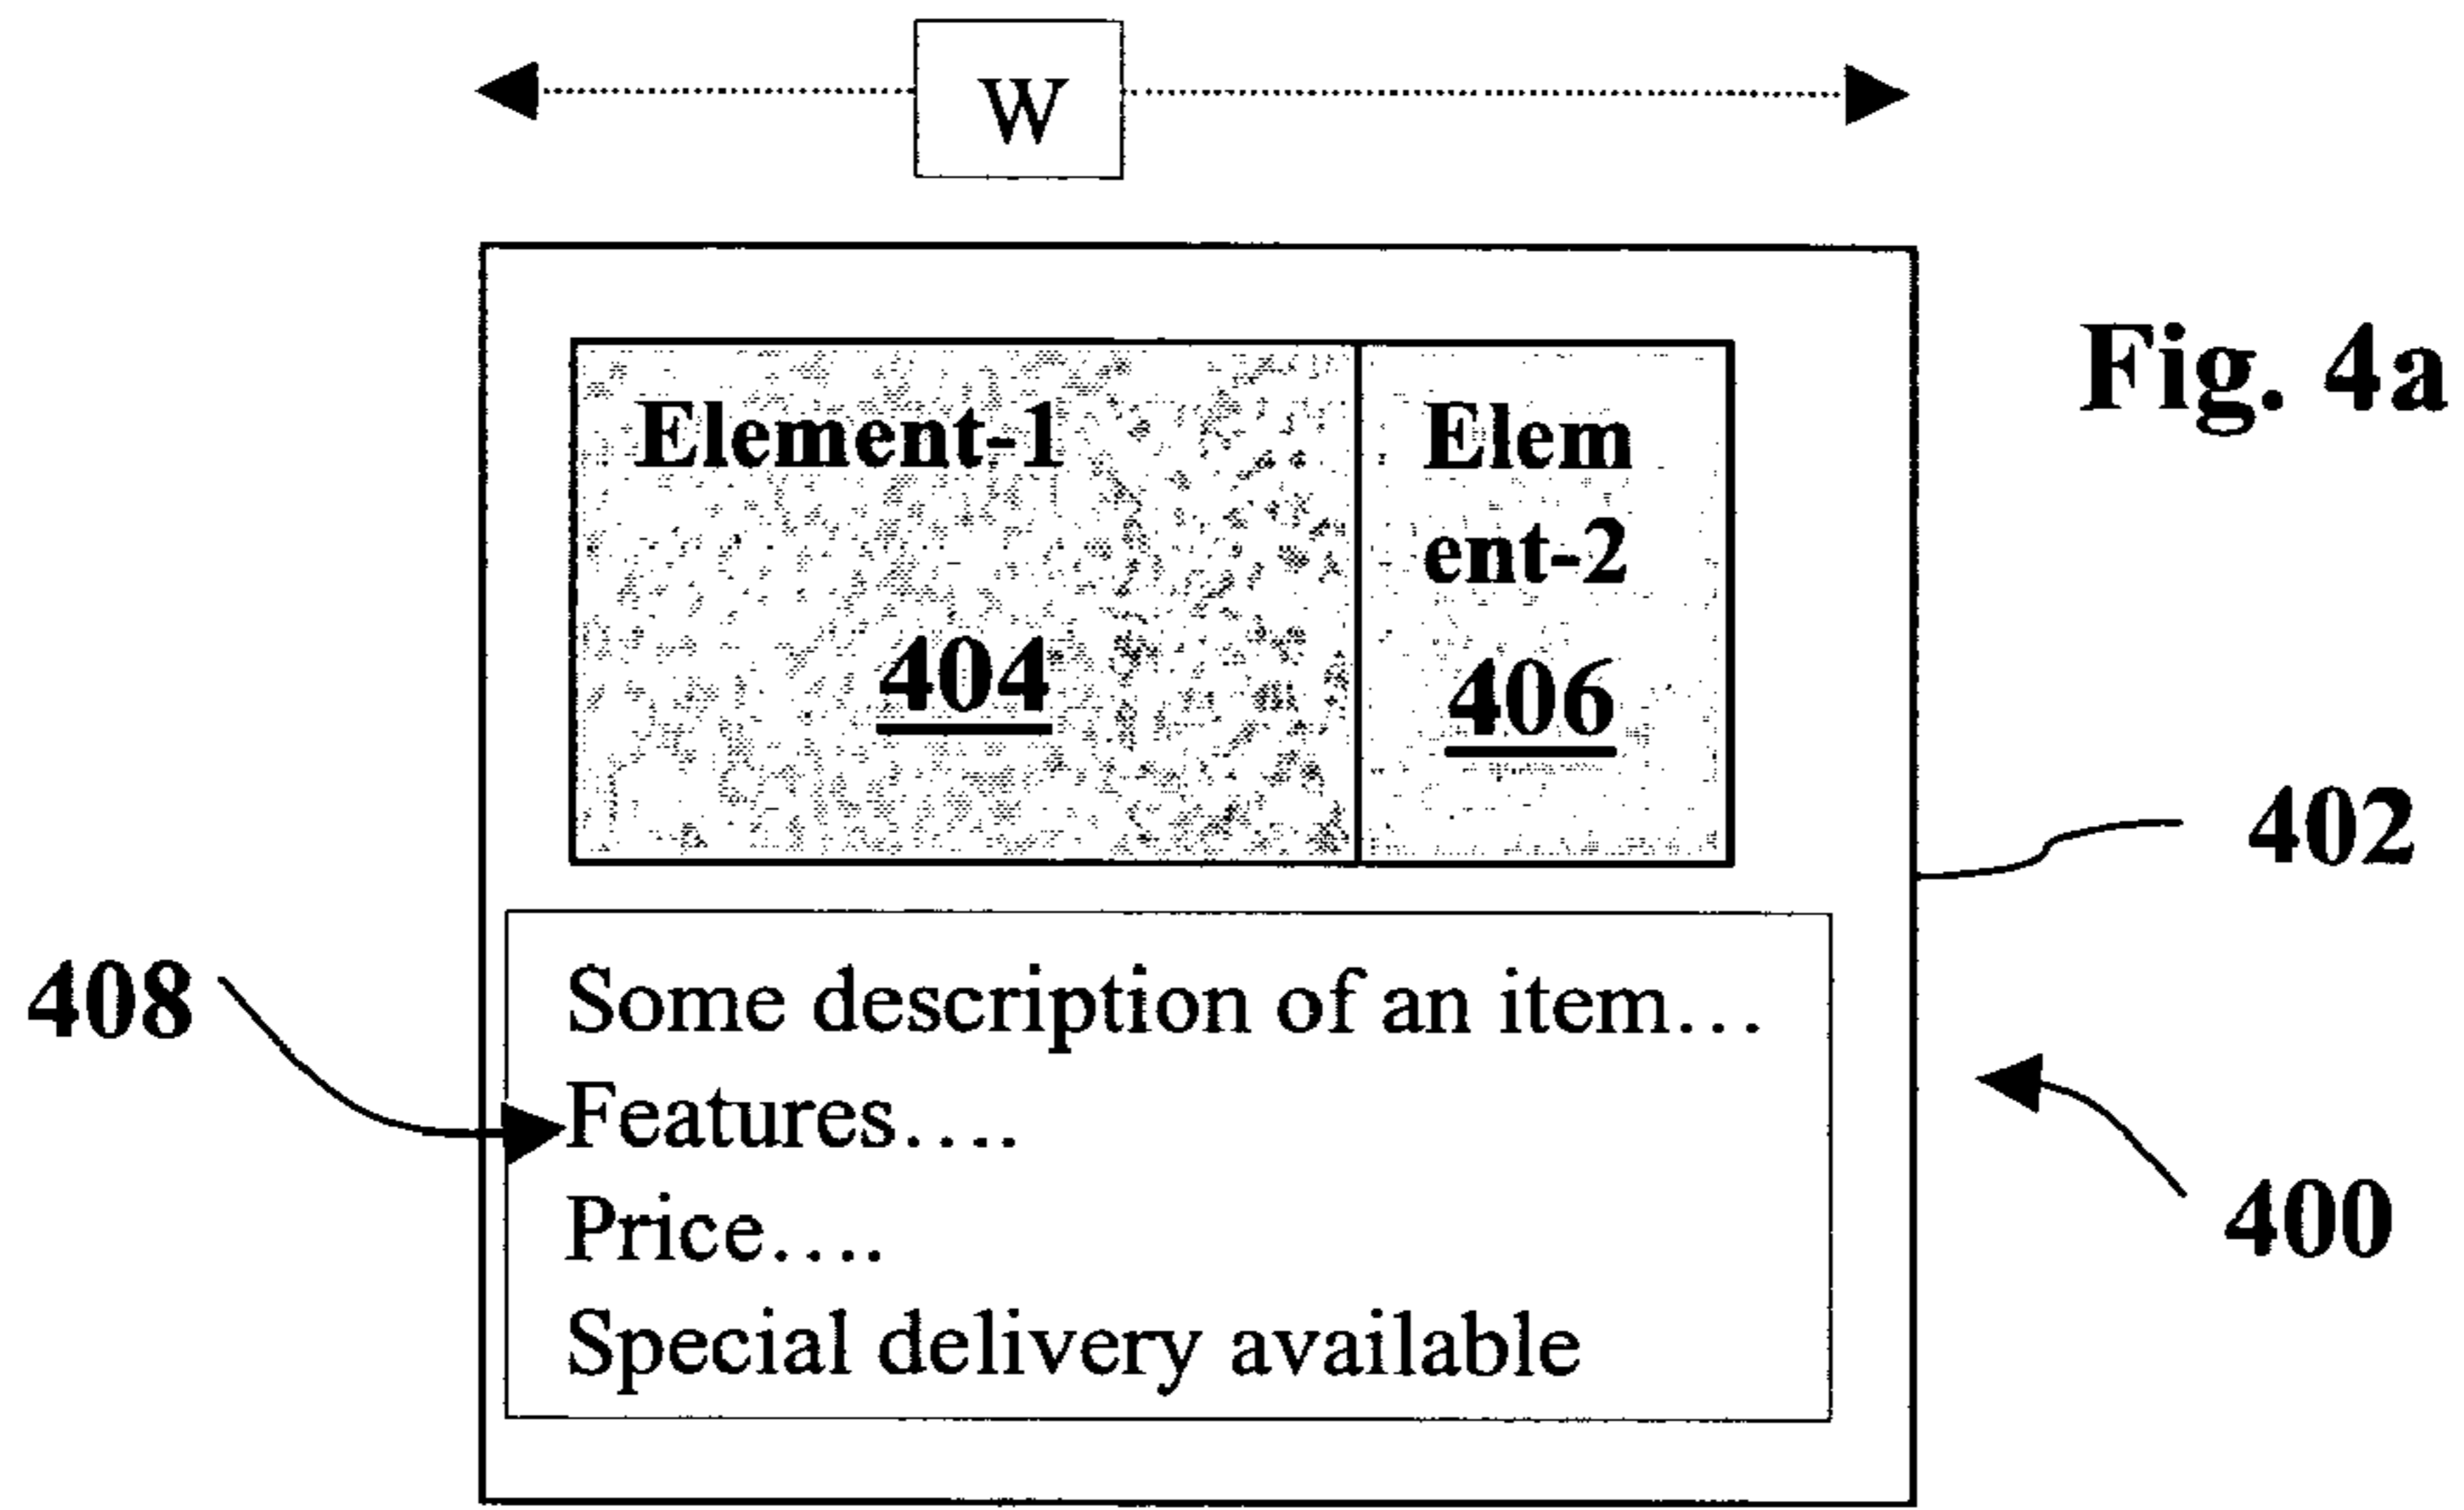 W
Fig. 4a
Element-1
404
Elem
ent-2
406
402
408
Some description of an item...
Features....
Price....
Special delivery available
400